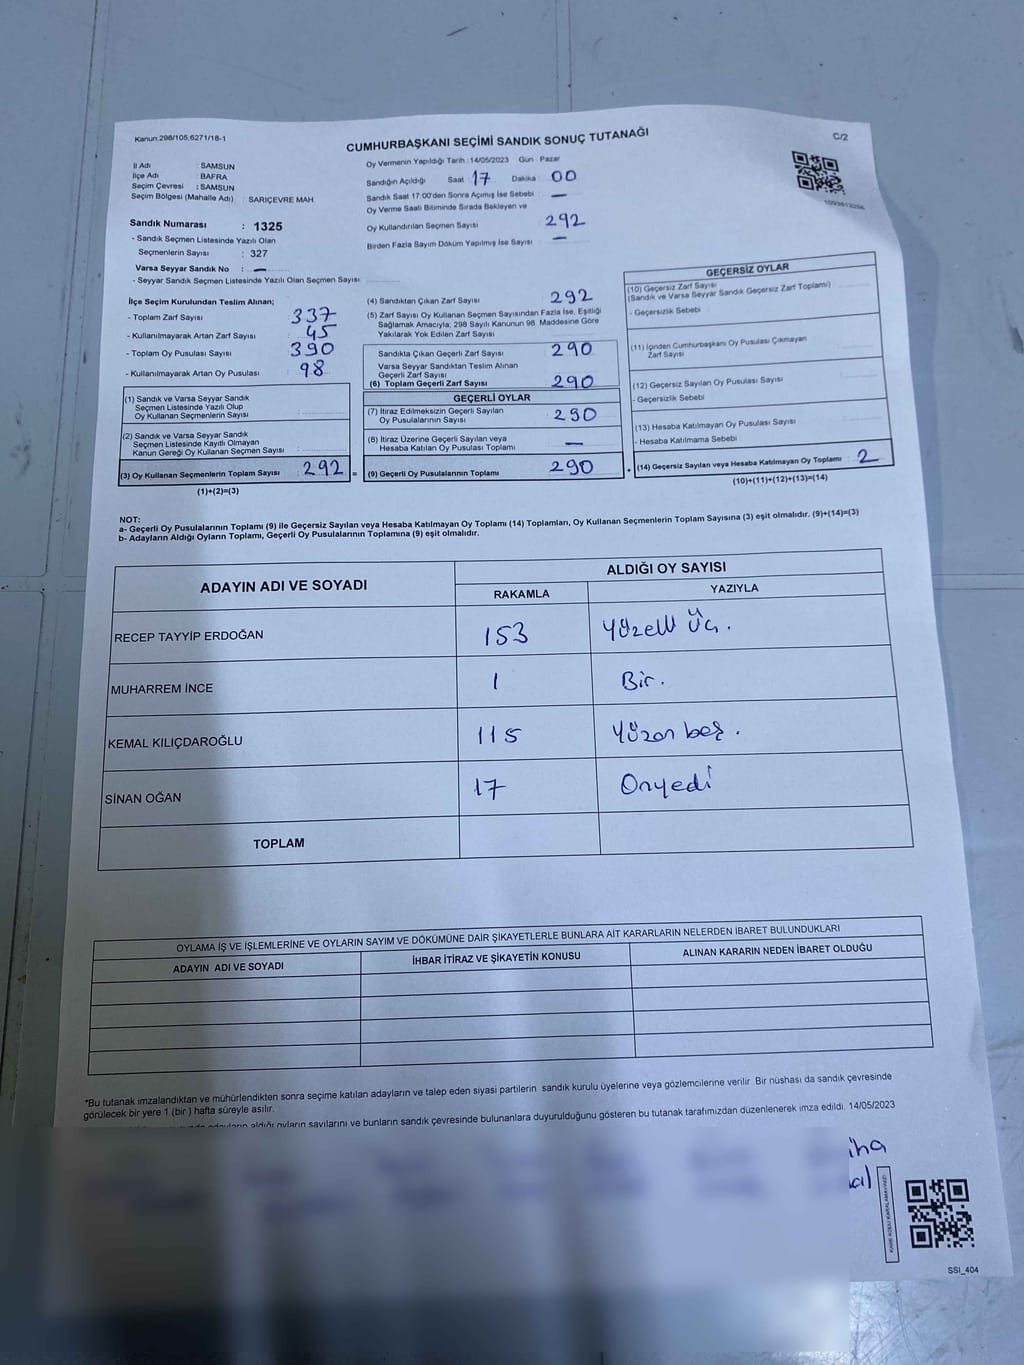 Kanun:298/105,6271/18-1
CUMHURBAŞKANI SEÇİMİ SANDIK SONUÇ TUTANAĞI
C/2
İl Adı : SAMSUN
İlçe Adı : BAFRA
Seçim Çevresi : SAMSUN
Seçim Bölgesi (Mahalle Adı) SARIÇEVRE MAH.
Oy Vermenin Yapıldığı Tarih :14/05/2023 Gün : Pazar
Sandığın Açıldığı Saat 17 Dakika 00
Sandık Saat 17:00'den Sonra Açımış İse Sebebi —
Oy Verme Saati Bitiminde Sırada Bekleyen ve
Oy Kullandırılan Seçmen Sayısı 292
Birden Fazla Sayım Döküm Yapılmış İse Sayısı —
Sandık Numarası : 1325
- Sandık Seçmen Listesinde Yazılı Olan
Seçmenlerin Sayısı : 327
Varsa Seyyar Sandık No : —
- Seyyar Sandık Seçmen Listesinde Yazılı Olan Seçmen Sayısı
İlçe Seçim Kurulundan Teslim Alınan;
- Toplam Zarf Sayısı 337
- Kullanılmayarak Artan Zarf Sayısı 45
- Toplam Oy Pusulası Sayısı 390
- Kullanılmayarak Artan Oy Pusulası 98
(1) Sandık ve Varsa Seyyar Sandık
Seçmen Listesinde Yazılı Olup
Oy Kullanan Seçmenlerin Sayısı
(2) Sandık ve Varsa Seyyar Sandık
Seçmen Listesinde Kayıtlı Olmayan
Kanun Gereği Oy Kullanan Seçmen Sayısı
(3) Oy Kullanan Seçmenlerin Toplam Sayısı 292 =
(1)+(2)=(3)
(4) Sandıktan Çıkan Zarf Sayısı 292
(5) Zarf Sayısı Oy Kullanan Seçmen Sayısından Fazla İse, Eşitliği
Sağlamak Amacıyla, 298 Sayılı Kanunun 98. Maddesine Göre
Yakılarak Yok Edilen Zarf Sayısı
Sandıkta Çıkan Geçerli Zarf Sayısı 290
Varsa Seyyar Sandıktan Teslim Alınan
Geçerli Zarf Sayısı
(6) Toplam Geçerli Zarf Sayısı 290
GEÇERLİ OYLAR
(7) İtiraz Edilmeksizin Geçerli Sayılan
Oy Pusulalarının Sayısı 290
(8) İtiraz Üzerine Geçerli Sayılan veya
Hesaba Katılan Oy Pusulası Toplamı —
(9) Geçerli Oy Pusulalarının Toplamı 290 +
GEÇERSİZ OYLAR
(10) Geçersiz Zarf Sayısı
(Sandık ve Varsa Seyyar Sandık Geçersiz Zarf Toplamı)
- Geçersizlik Sebebi
(11) İçinden Cumhurbaşkanı Oy Pusulası Çıkmayan
Zarf Sayısı
(12) Geçersiz Sayılan Oy Pusulası Sayısı
- Geçersizlik Sebebi
(13) Hesaba Katılmayan Oy Pusulası Sayısı
- Hesaba Katılmama Sebebi
(14) Geçersiz Sayılan veya Hesaba Katılmayan Oy Toplamı : 2
(10)+(11)+(12)+(13)=(14)
NOT:
a- Geçerli Oy Pusulalarının Toplamı (9) ile Geçersiz Sayılan veya Hesaba Katılmayan Oy Toplamı (14) Toplamları, Oy Kullanan Seçmenlerin Toplam Sayısına (3) eşit olmalıdır. (9)+(14)=(3)
b- Adayların Aldığı Oyların Toplamı, Geçerli Oy Pusulalarının Toplamına (9) eşit olmalıdır.
ADAYIN ADI VE SOYADI
ALDIĞI OY SAYISI
RAKAMLA YAZIYLA
RECEP TAYYİP ERDOĞAN 153 Yüzelli Üç.
MUHARREM İNCE 1 Bir.
KEMAL KILIÇDAROĞLU 115 Yüzon beş.
SİNAN OĞAN 17 Onyedi
TOPLAM
OYLAMA İŞ VE İŞLEMLERİNE VE OYLARIN SAYIM VE DÖKÜMÜNE DAİR ŞİKAYETLERLE BUNLARA AİT KARARLARIN NELERDEN İBARET BULUNDUKLARI
ADAYIN ADI VE SOYADI İHBAR İTİRAZ VE ŞİKAYETİN KONUSU ALINAN KARARIN NEDEN İBARET OLDUĞU
*Bu tutanak imzalandıktan ve mühürlendikten sonra seçime katılan adayların ve talep eden siyasi partilerin sandık kurulu üyelerine veya gözlemcilerine verilir. Bir nüshası da sandık çevresinde
görülecek bir yere 1 (bir ) hafta süreyle asılır.
adayların aldığı oyların sayılarını ve bunların sandık çevresinde bulunanlara duyurulduğunu gösteren bu tutanak tarafımızdan düzenlenerek imza edildi. 14/05/2023
KARE KODU KARALAMAYINIZ!
SSI_404